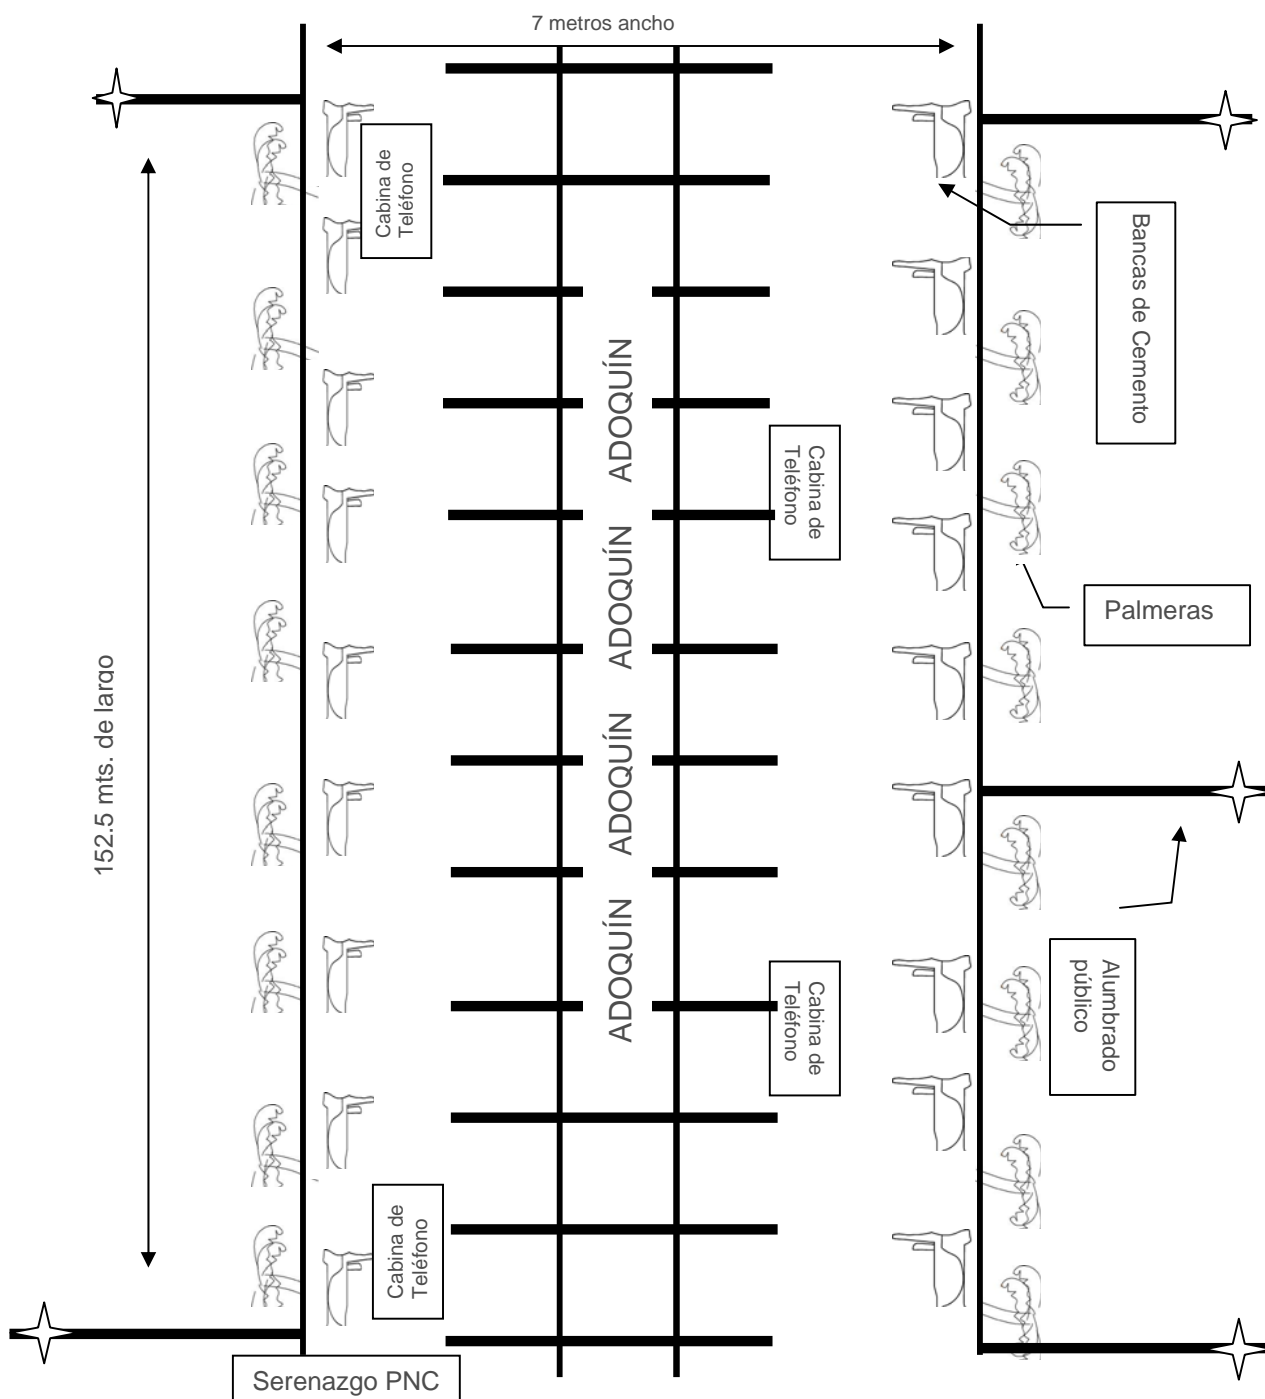 7 metros ancho
Cabina de
Teléfono
Bancas de Cemento
ADOQUÍN
Cabina de
Teléfono
ADOQUÍN
Palmeras
152.5 mts. de largo
ADOQUÍN
ADOQUÍN
Alumbrado
público
Cabina de
Teléfono
Cabina de
Teléfono
Serenazgo PNC